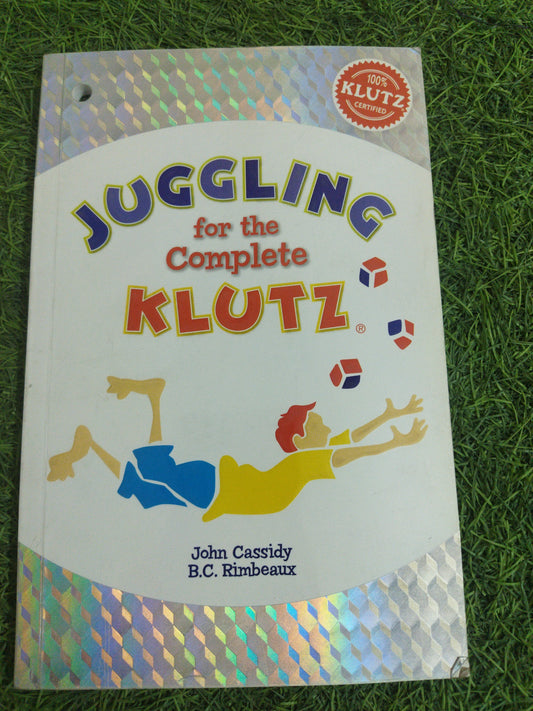 100%
KLUTZ
CERTIFIED
JUGGLING
for the
Complete
KLUTZ®
John Cassidy
B.C. Rimbeaux